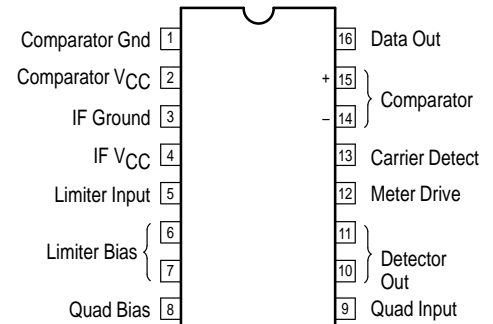 Comparator Gnd 1
16 Data Out
Comparator VCC 2
+ 15
Comparator
IF Ground 3
– 14
IF VCC 4
13 Carrier Detect
Limiter Input 5
12 Meter Drive
Limiter Bias
6
7
11
10
Detector
Out
Quad Bias 8
9 Quad Input